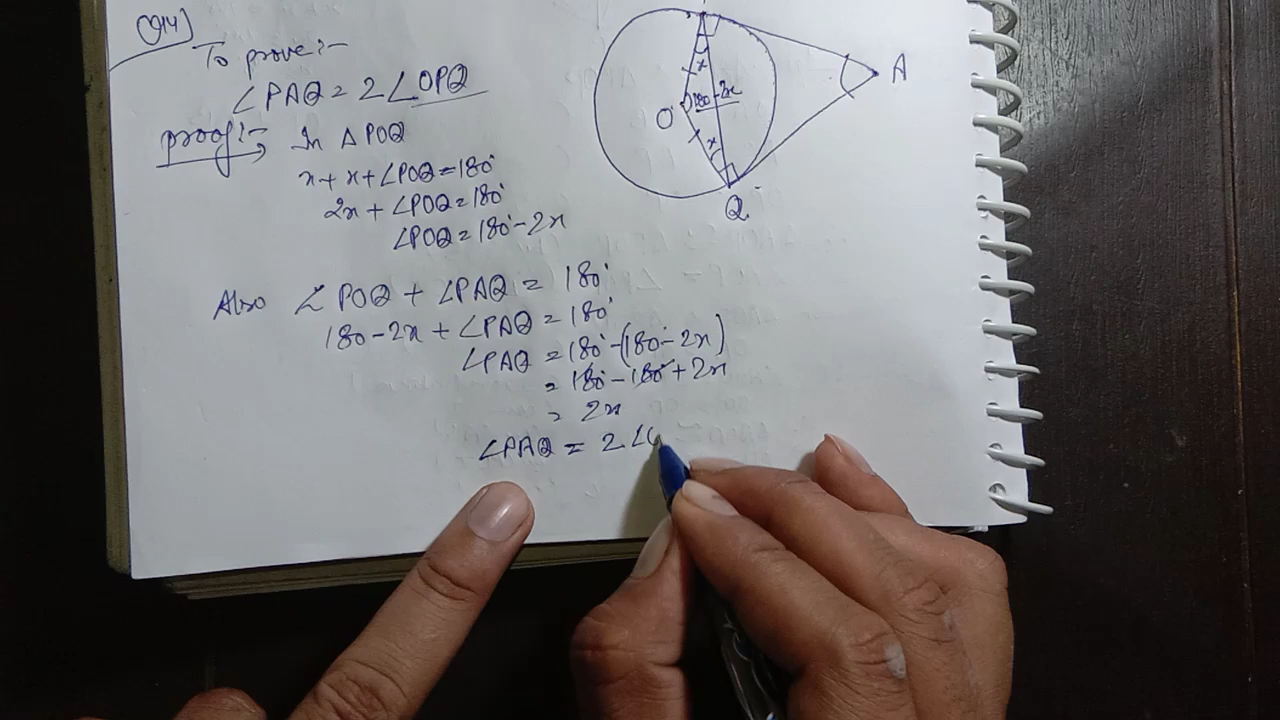 Q14)
To prove:-
∠PAQ = 2∠OPQ
proof:- In △POQ
x + x + ∠POQ = 180°
2x + ∠POQ = 180°
∠POQ = 180° - 2x
Also ∠POQ + ∠PAQ = 180°
180 - 2x + ∠PAQ = 180°
∠PAQ = 180° - (180° - 2x)
= 180° - 180° + 2x
= 2x
∠PAQ = 2∠O
x
A
180 - 2x
O
x
Q